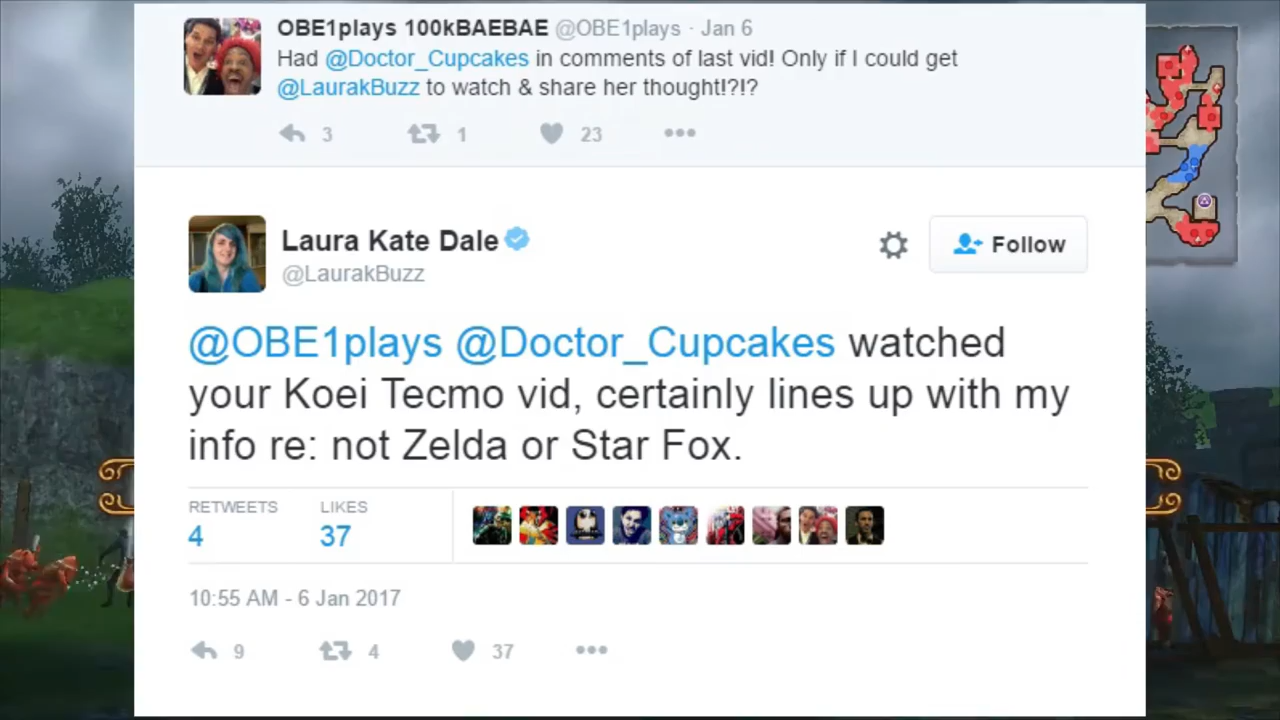 OBE1plays 100kBAEBAE @OBE1plays · Jan 6
Had @Doctor_Cupcakes in comments of last vid! Only if I could get
@LaurakBuzz to watch & share her thought!?!?
3 1 23
Laura Kate Dale
Follow
@LaurakBuzz
@OBE1plays @Doctor_Cupcakes watched
your Koei Tecmo vid, certainly lines up with my
info re: not Zelda or Star Fox.
RETWEETS LIKES
4 37
10:55 AM - 6 Jan 2017
9 4 37